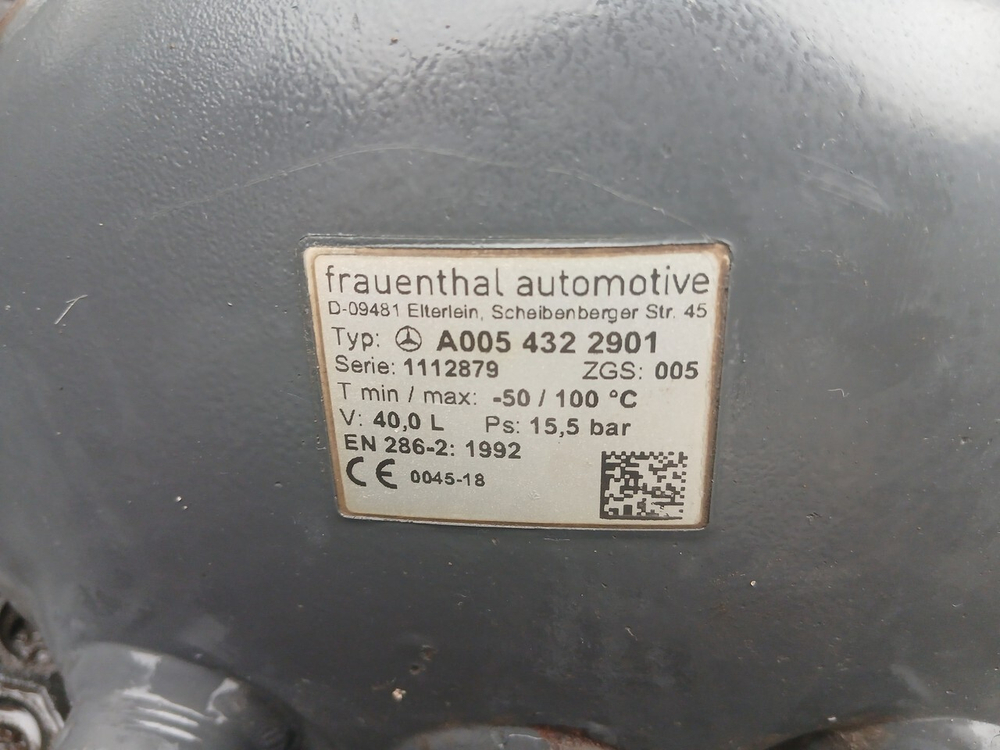 frauenthal automotive
D-09481 Elterlein, Scheibenberger Str. 45
Typ: A005 432 2901
Serie: 1112879 ZGS: 005
T min / max: -50 / 100 °C
V: 40,0 L Ps: 15,5 bar
EN 286-2: 1992
CE 0045-18